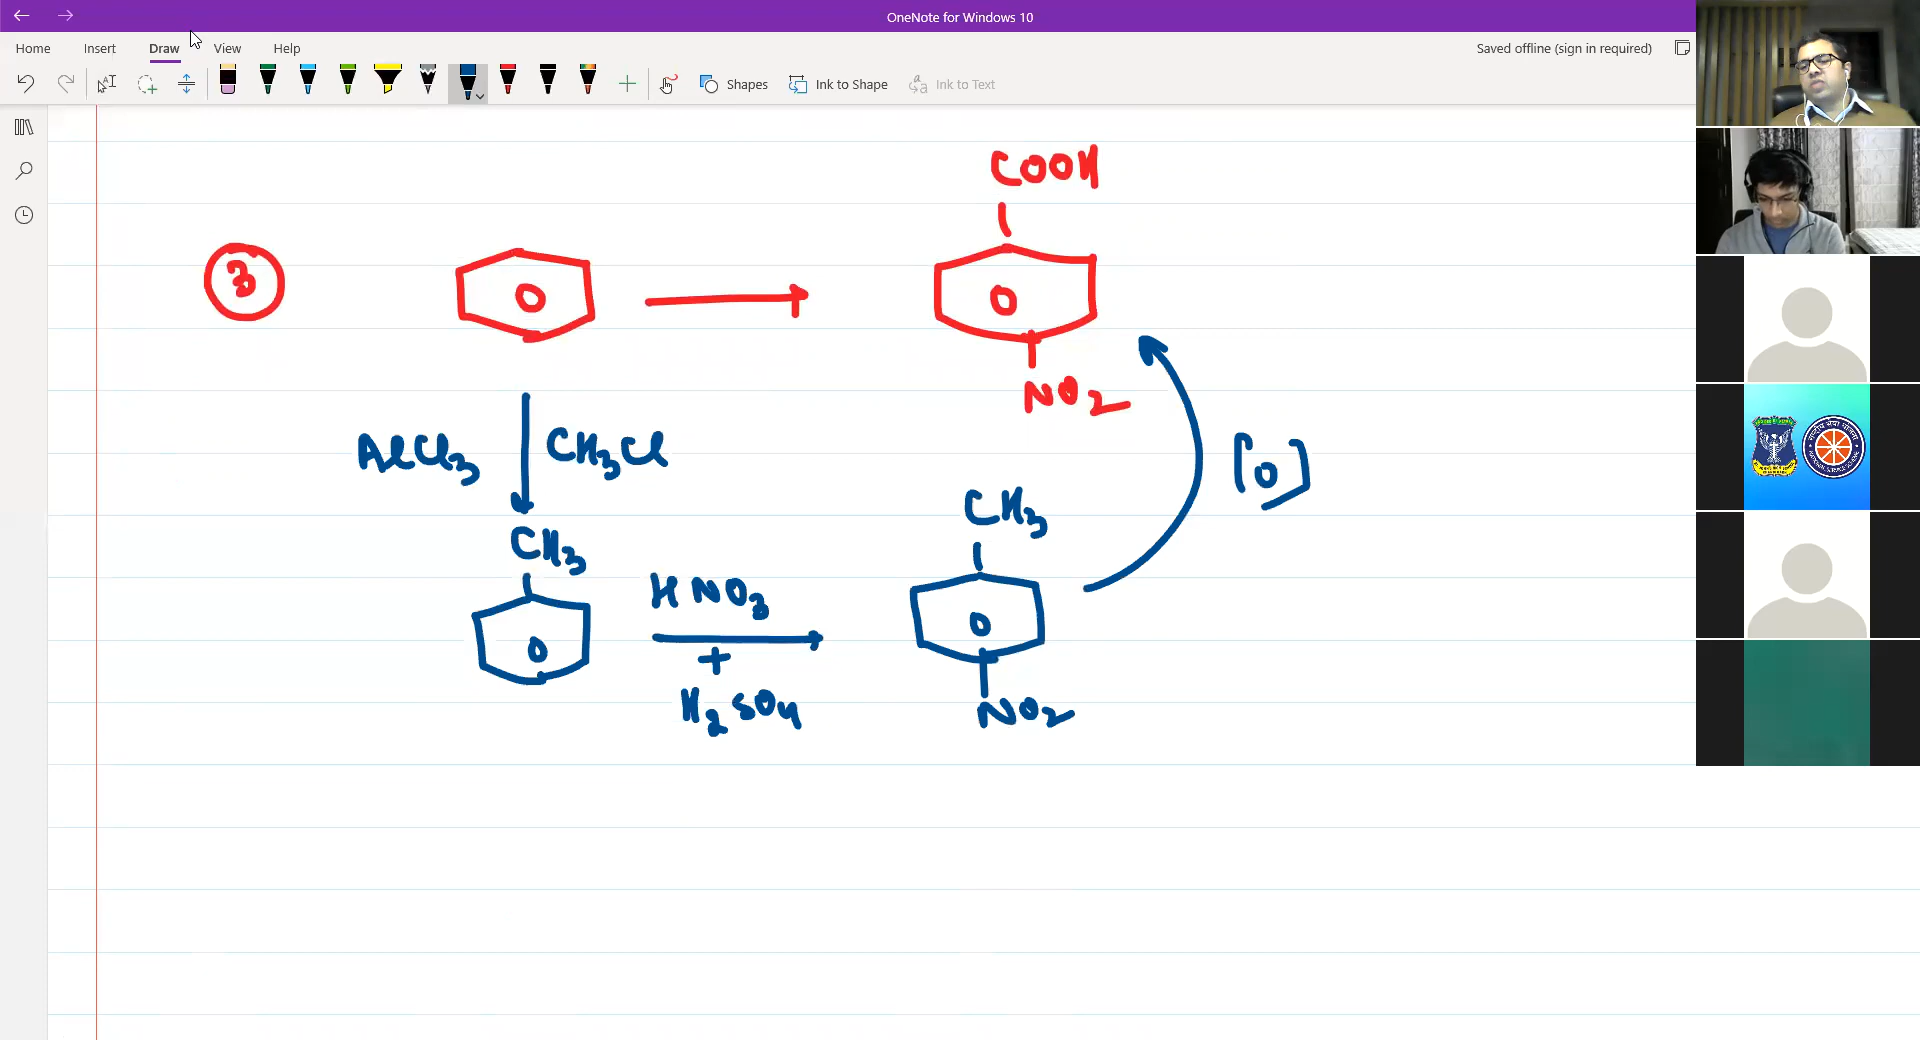 OneNote for Windows 10
Home Insert Draw View Help
Saved offline (sign in required)
Shapes Ink to Shape Ink to Text
COOH
3
O
O
NO2
AlCl3 CH3Cl
[O]
CH3
CH3
HNO3
O
O
+
H2SO4
NO2